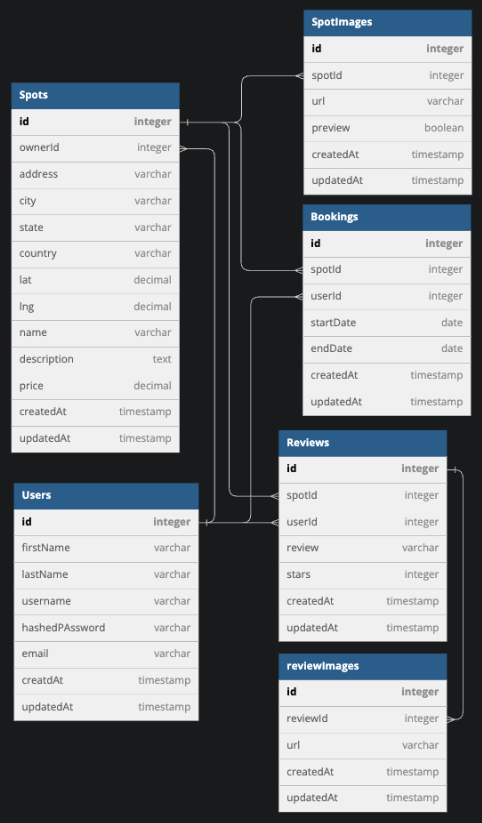 Spots
id integer
ownerId integer
address varchar
city varchar
state varchar
country varchar
lat decimal
lng decimal
name varchar
description text
price decimal
createdAt timestamp
updatedAt timestamp
Users
id integer
firstName varchar
lastName varchar
username varchar
hashedPAssword varchar
email varchar
creatdAt timestamp
updatedAt timestamp
SpotImages
id integer
spotId integer
url varchar
preview boolean
createdAt timestamp
updatedAt timestamp
Bookings
id integer
spotId integer
userId integer
startDate date
endDate date
createdAt timestamp
updatedAt timestamp
Reviews
id integer
spotId integer
userId integer
review varchar
stars integer
createdAt timestamp
updatedAt timestamp
reviewImages
id integer
reviewId integer
url varchar
createdAt timestamp
updatedAt timestamp